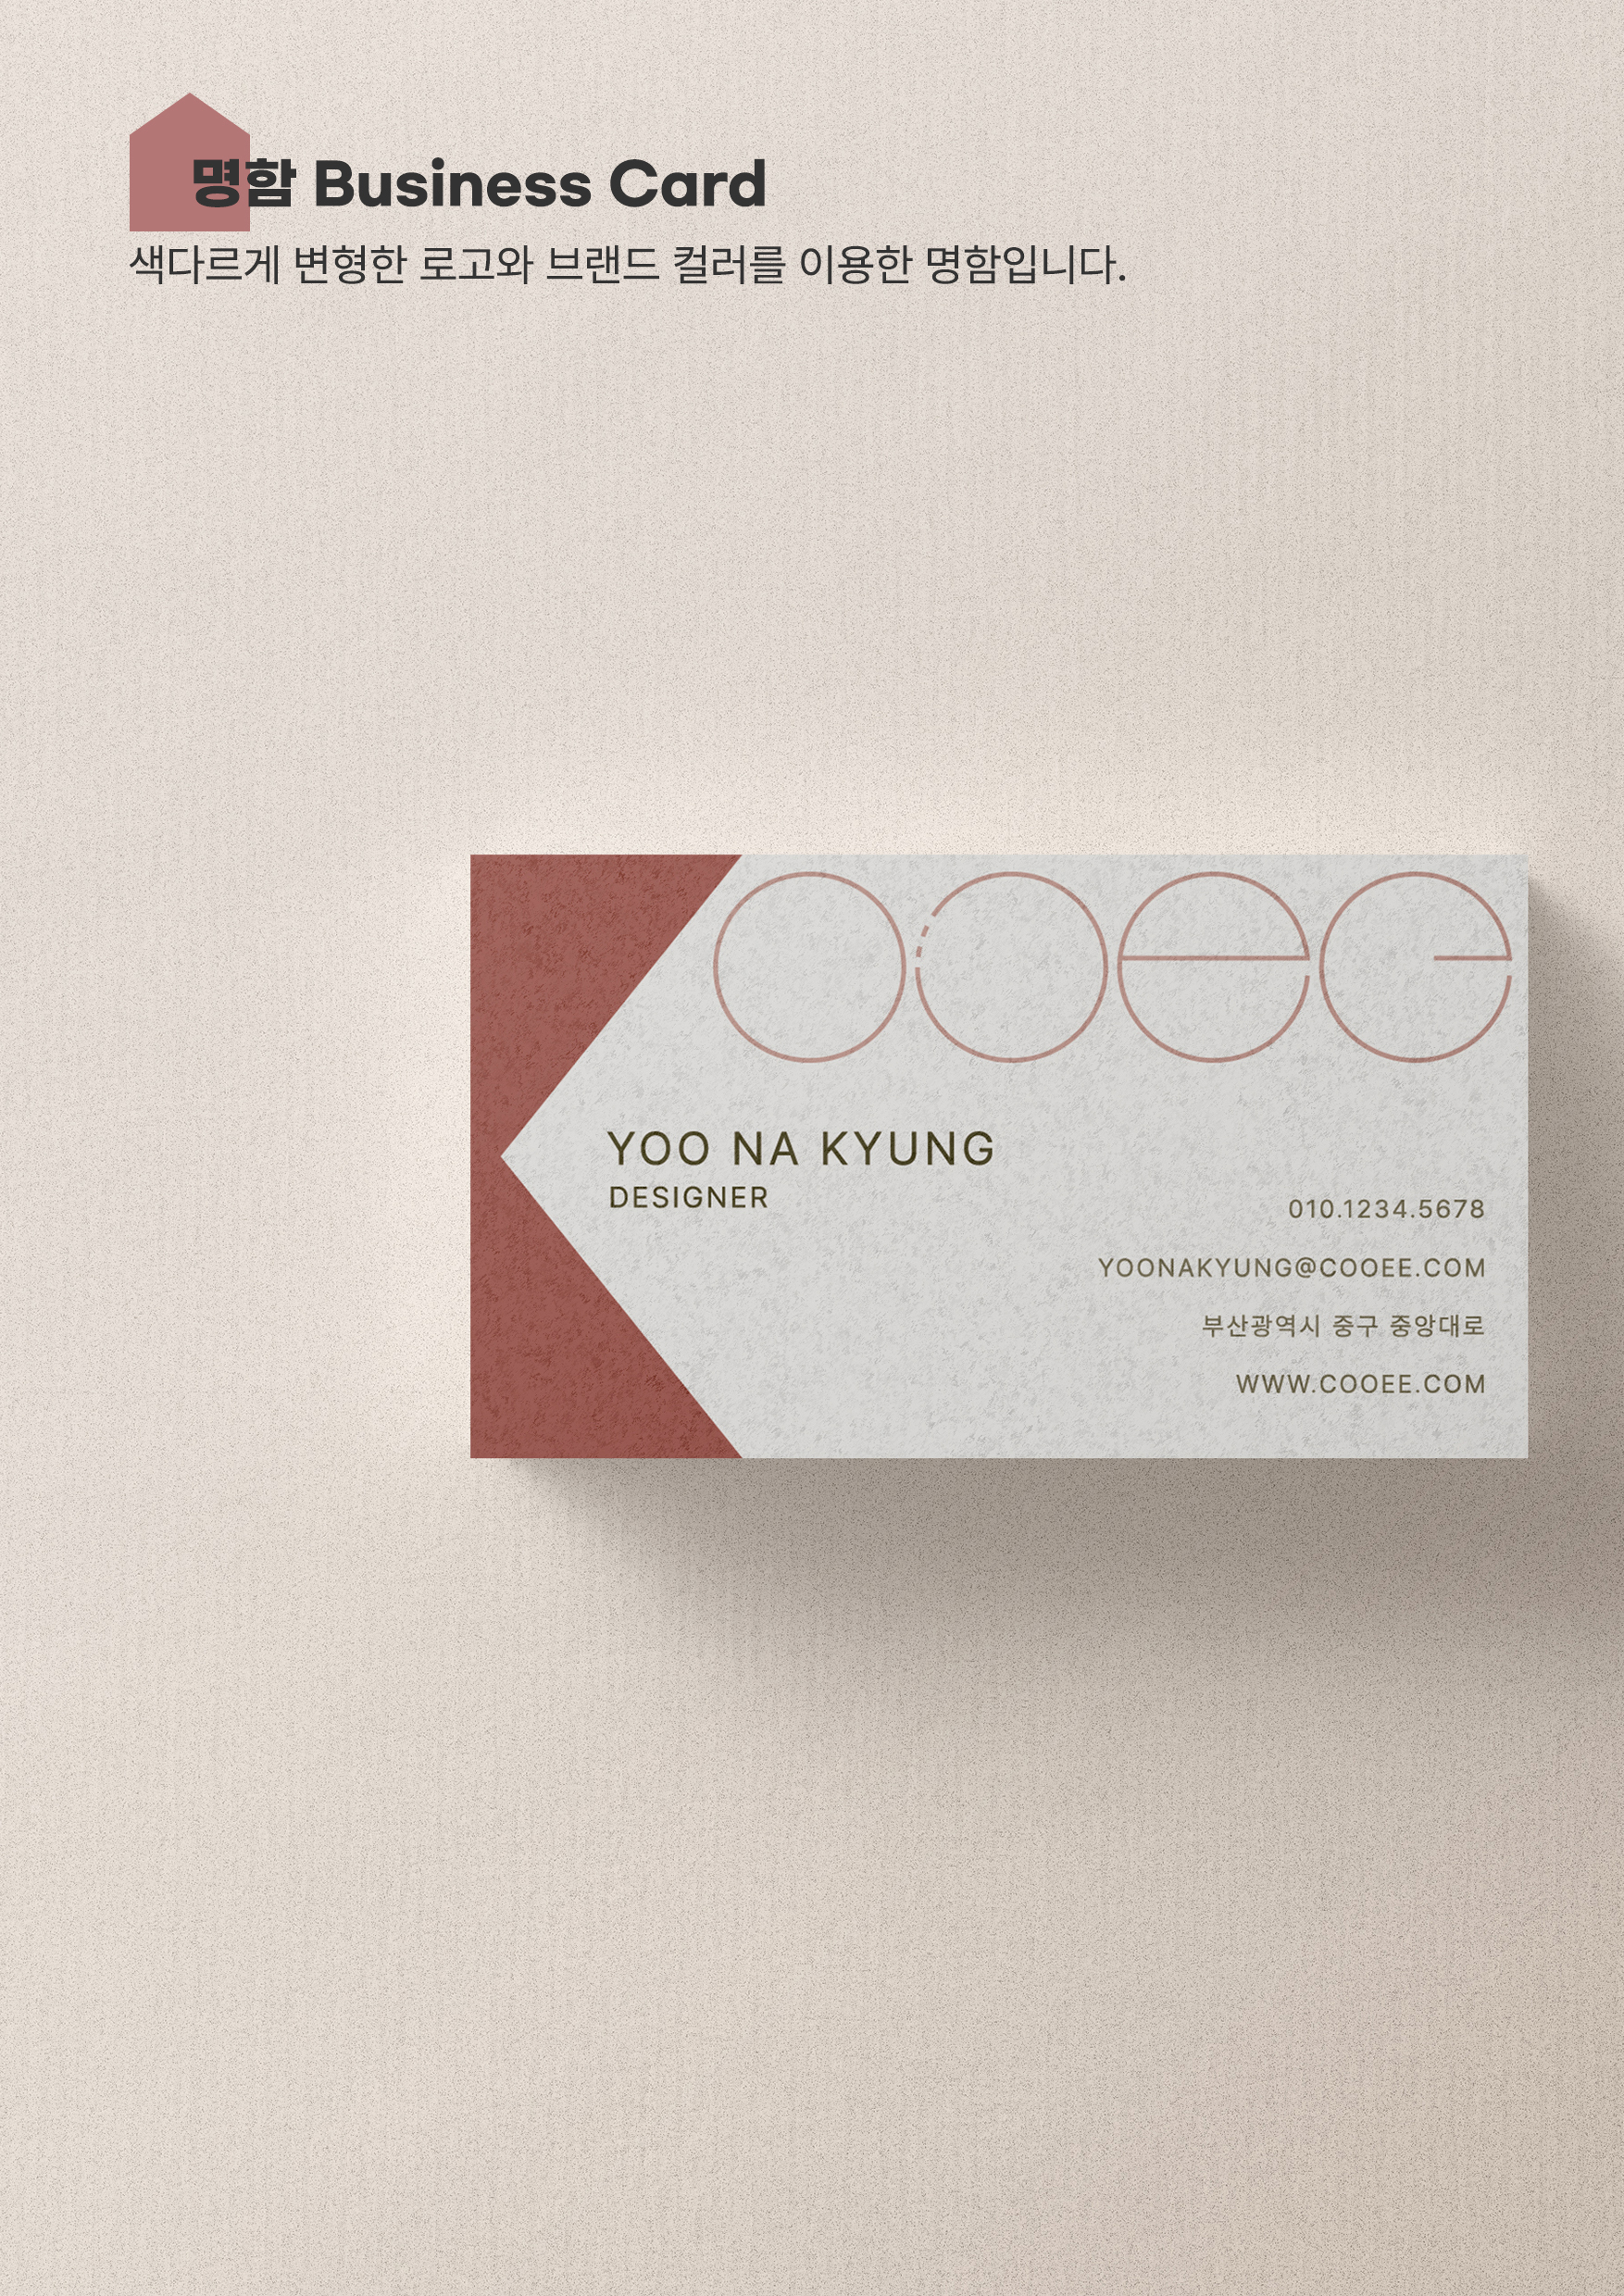 명함 Business Card
색다르게 변형한 로고와 브랜드 컬러를 이용한 명함입니다.
ooee
YOO NA KYUNG
DESIGNER
010.1234.5678
YOONAKYUNG@COOEE.COM
부산광역시 중구 중앙대로
WWW.COOEE.COM